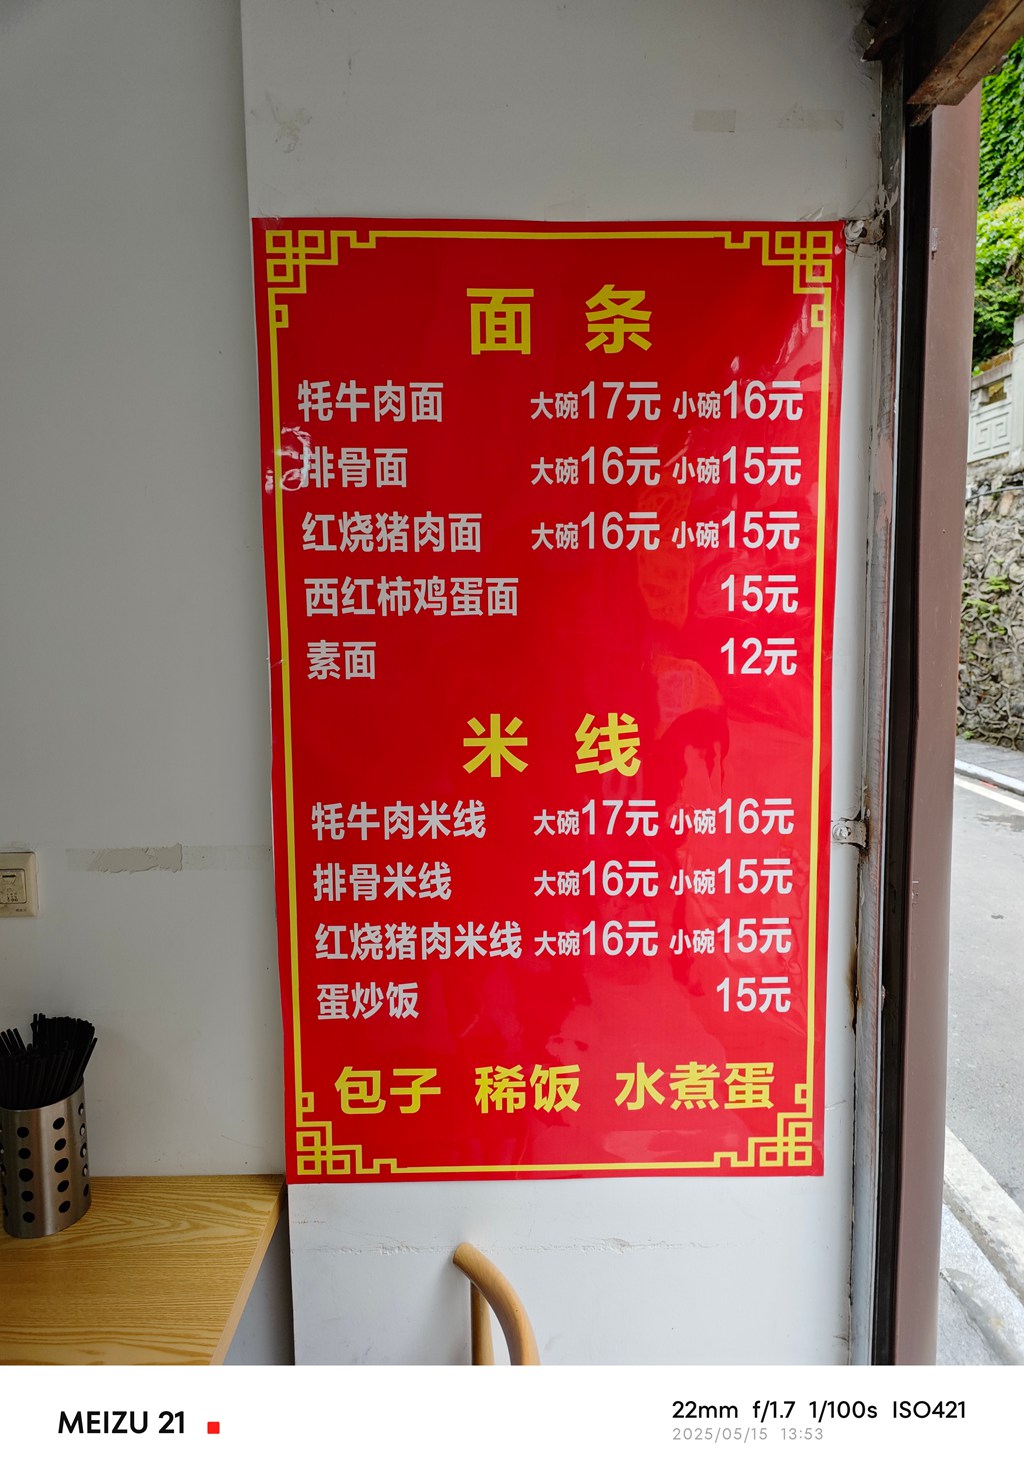 面条
牦牛肉面 大碗17元 小碗16元
排骨面 大碗16元 小碗15元
红烧猪肉面 大碗16元 小碗15元
西红柿鸡蛋面 15元
素面 12元
米线
牦牛肉米线 大碗17元 小碗16元
排骨米线 大碗16元 小碗15元
红烧猪肉米线 大碗16元 小碗15元
蛋炒饭 15元
包子 稀饭 水煮蛋
MEIZU 21
22mm f/1.7 1/100s ISO421
2025/05/15 13:53